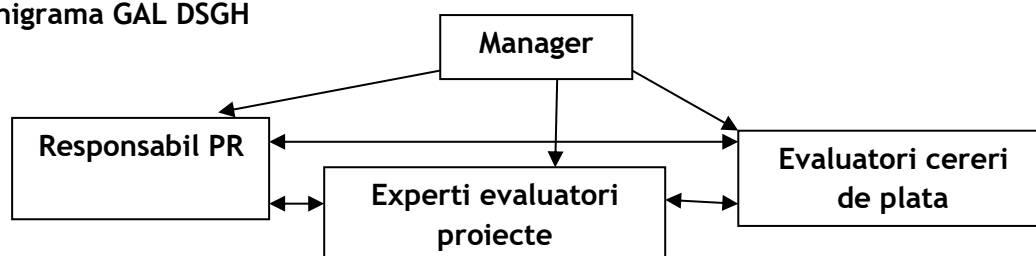 nigrama GAL DSGH
Manager
Responsabil PR
Experti evaluatori
proiecte
Evaluatori cereri
de plata